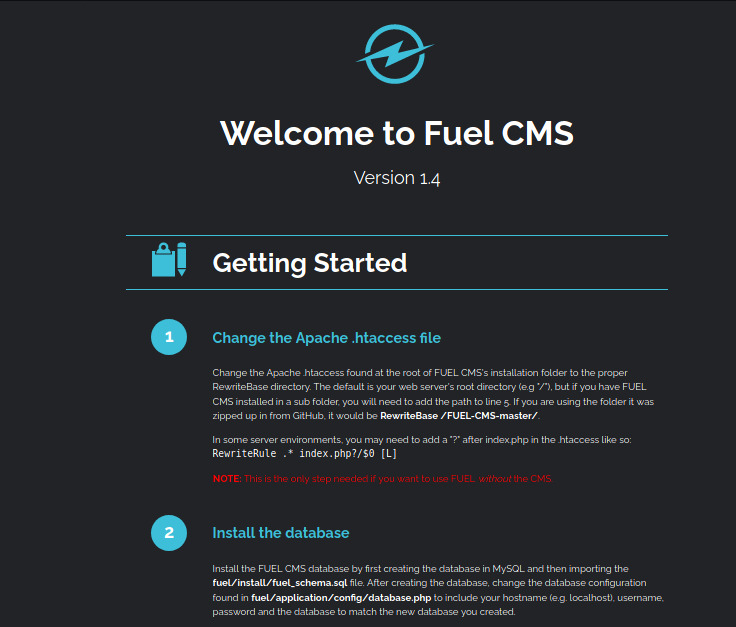 Welcome to Fuel CMS
Version 1.4
Getting Started
1
Change the Apache .htaccess file
Change the Apache .htaccess found at the root of FUEL CMS's installation folder to the proper
RewriteBase directory. The default is your web server's root directory (e.g "/"), but if you have FUEL
CMS installed in a sub folder, you will need to add the path to line 5. If you are using the folder it was
zipped up in from GitHub, it would be RewriteBase /FUEL-CMS-master/.
In some server environments, you may need to add a "?" after index.php in the .htaccess like so:
RewriteRule .* index.php?/$0 [L]
NOTE: This is the only step needed if you want to use FUEL without the CMS.
2
Install the database
Install the FUEL CMS database by first creating the database in MySQL and then importing the
fuel/install/fuel_schema.sql file. After creating the database, change the database configuration
found in fuel/application/config/database.php to include your hostname (e.g. localhost), username,
password and the database to match the new database you created.